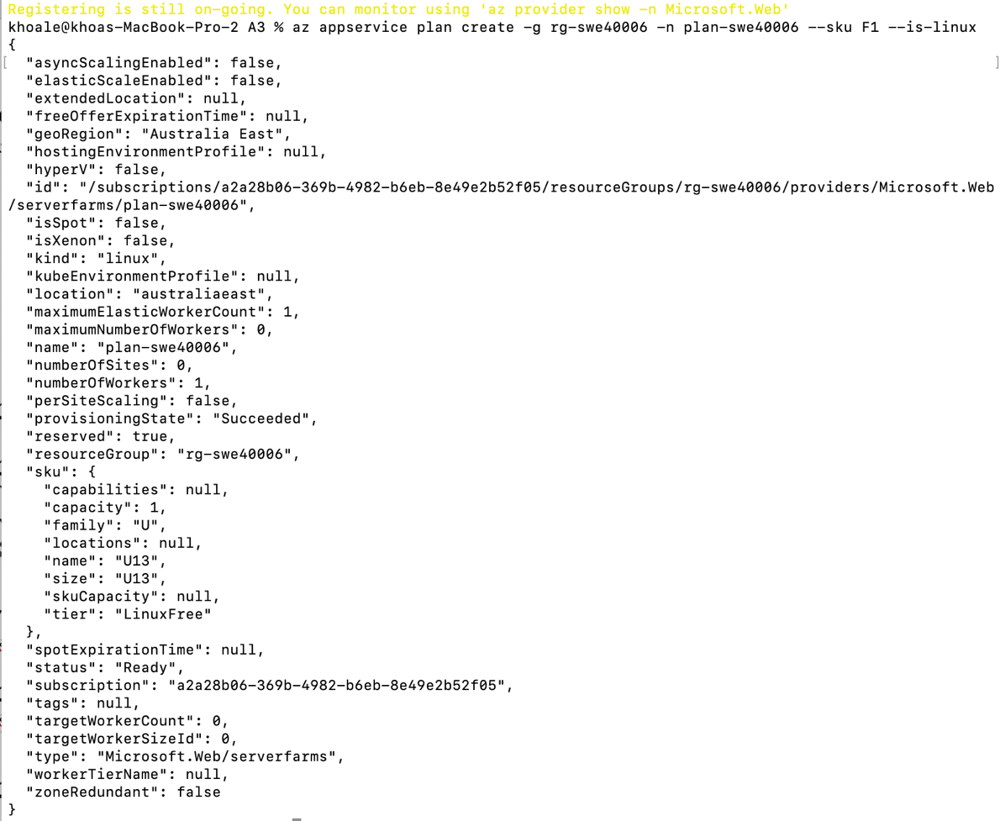 Registering is still on-going. You can monitor using 'az provider show -n Microsoft.Web'
khoale@khoas-MacBook-Pro-2 A3 % az appservice plan create -g rg-swe40006 -n plan-swe40006 --sku F1 --is-linux
{
[ "asyncScalingEnabled": false, ]
"elasticScaleEnabled": false,
"extendedLocation": null,
"freeOfferExpirationTime": null,
"geoRegion": "Australia East",
"hostingEnvironmentProfile": null,
"hyperV": false,
"id": "/subscriptions/a2a28b06-369b-4982-b6eb-8e49e2b52f05/resourceGroups/rg-swe40006/providers/Microsoft.Web
/serverfarms/plan-swe40006",
"isSpot": false,
"isXenon": false,
"kind": "linux",
"kubeEnvironmentProfile": null,
"location": "australiaeast",
"maximumElasticWorkerCount": 1,
"maximumNumberOfWorkers": 0,
"name": "plan-swe40006",
"numberOfSites": 0,
"numberOfWorkers": 1,
"perSiteScaling": false,
"provisioningState": "Succeeded",
"reserved": true,
"resourceGroup": "rg-swe40006",
"sku": {
"capabilities": null,
"capacity": 1,
"family": "U",
"locations": null,
"name": "U13",
"size": "U13",
"skuCapacity": null,
"tier": "LinuxFree"
},
"spotExpirationTime": null,
"status": "Ready",
"subscription": "a2a28b06-369b-4982-b6eb-8e49e2b52f05",
"tags": null,
"targetWorkerCount": 0,
"targetWorkerSizeId": 0,
"type": "Microsoft.Web/serverfarms",
"workerTierName": null,
"zoneRedundant": false
}